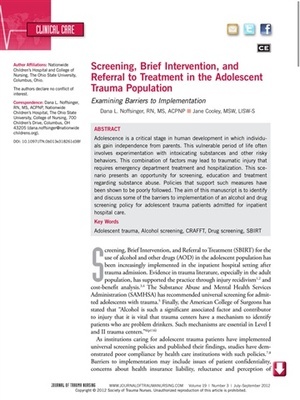 CLINICAL CARE
CE
Author Affiliations: Nationwide
Children's Hospital and College of
Nursing, The Ohio State University,
Columbus, Ohio.
The authors declare no conflict of
interest.
Correspondence: Dana L. Noffsinger,
RN, MS, ACPNP, Nationwide
Children's Hospital, The Ohio State
University, College of Nursing, 700
Children's Drive, Columbus, OH
43205 (dana.noffsinger@nationwide
childrens.org).
Screening, Brief Intervention, and
Referral to Treatment in the Adolescent
Trauma Population
Examining Barriers to Implementation
Dana L. Noffsinger, RN, MS, ACPNP Jane Cooley, MSW, LISW-S
ABSTRACT
Adolescence is a critical stage in human development in which individu-
als gain independence from parents. This vulnerable period of life often
involves experimentation with intoxicating substances and other risky
behaviors. This combination of factors may lead to traumatic injury that
requires emergency department treatment and hospitalization. This sce-
nario presents an opportunity for screening, education and treatment
regarding substance abuse. Policies that support such measures have
been shown to be poorly followed. The aim of this manuscript is to identify
and discuss some of the barriers to implementation of an alcohol and drug
screening policy for adolescent trauma patients admitted for inpatient
hospital care.
Key Words
Adolescent trauma, Alcohol screening, CRAFFT, Drug screening, SBIRT
Screening, Brief Intervention, and Referral to Treatment (SBIRT) for the
use of alcohol and other drugs (AOD) in the adolescent population has
been increasingly implemented in the inpatient hospital setting after
trauma admission. Evidence in trauma literature, especially in the adult
population, has supported the practice through injury recidivism and
cost-benefit analysis. The Substance Abuse and Mental Health Services
Administration (SAMHSA) has recommended universal screening for admit-
ted adolescents with trauma. Finally, the American College of Surgeons has
stated that "Alcohol is such a significant associated factor and contributor
to injury that it is vital that trauma centers have a mechanism to identify
patients who are problem drinkers. Such mechanisms are essential in Level I
and II trauma centers."
As institutions caring for adolescent trauma patients have implemented
universal screening policies and published their findings, studies have dem-
onstrated poor compliance by health care institutions with such policies.
Barriers to implementation may include issues of patient confidentiality,
concerns about health insurance liability, reluctance and perception of
JOURNAL OF TRAUMA NURSING WWW.JOURNALOFTRAUMANURSING.COM Volume 19 | Number 3 | July-September 2012
Copyright © 2012 Society of Trauma Nurses. Unauthorized reproduction of this article is prohibited.